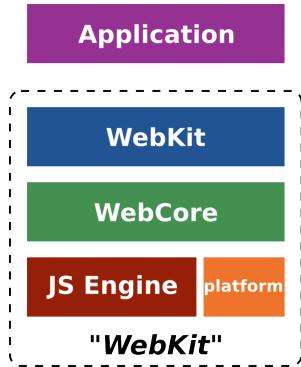 Application
WebKit
WebCore
JS Engine
platform
"WebKit"